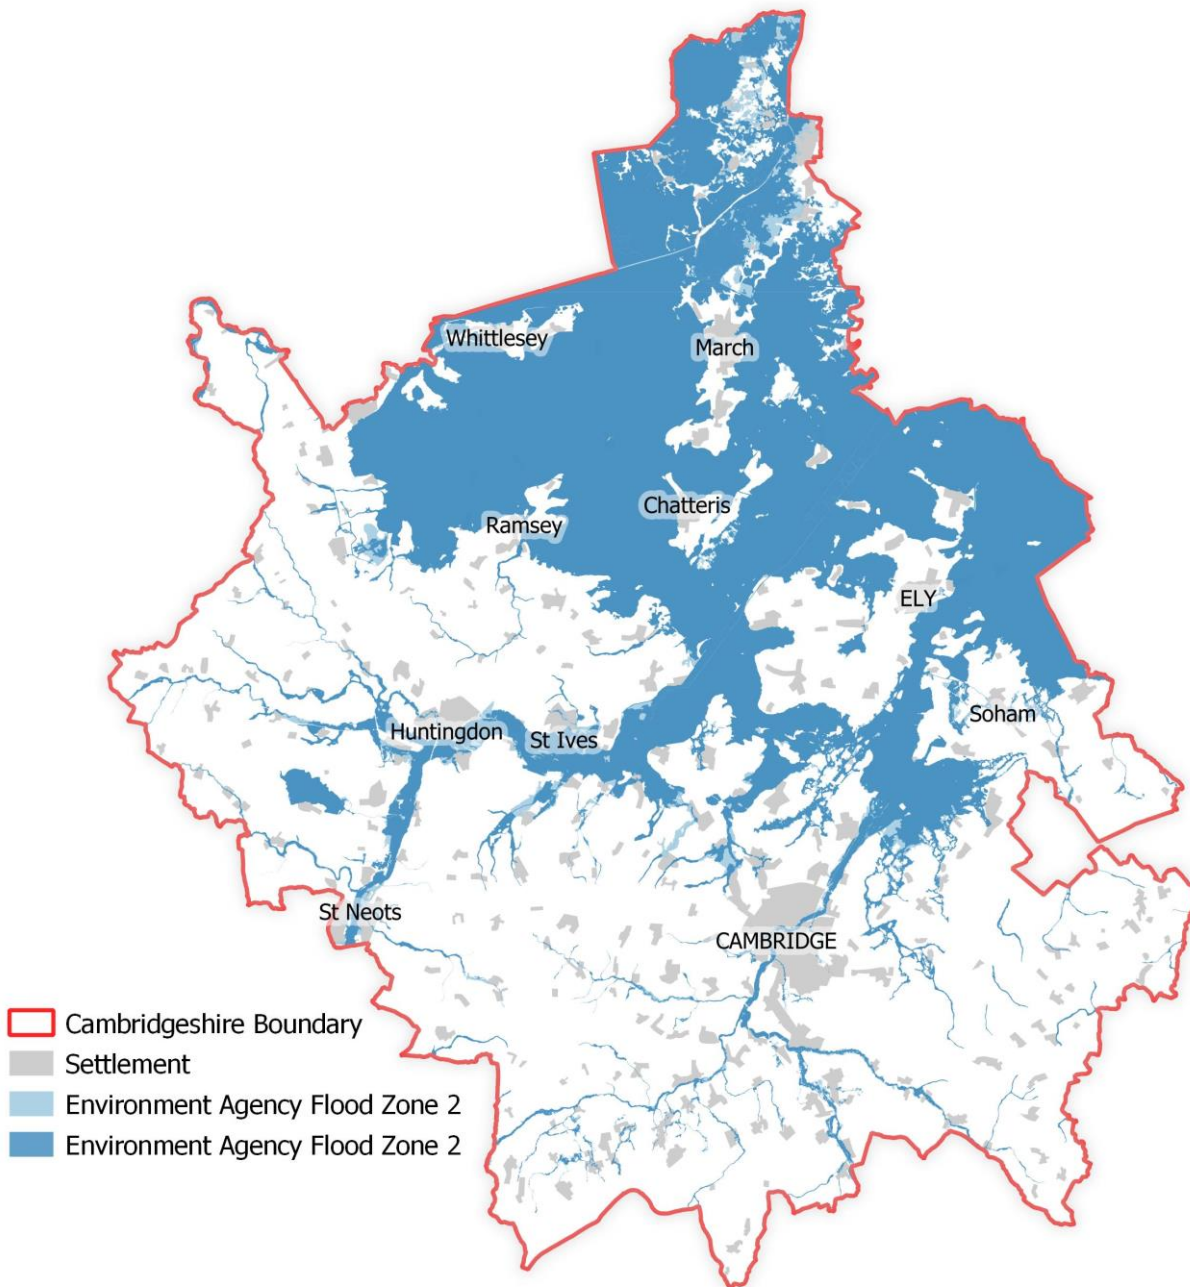 Whittlesey
March
Chatteris
Ramsey
ELY
Soham
Huntingdon
St Ives
St Neots
CAMBRIDGE
Cambridgeshire Boundary
Settlement
Environment Agency Flood Zone 2
Environment Agency Flood Zone 2